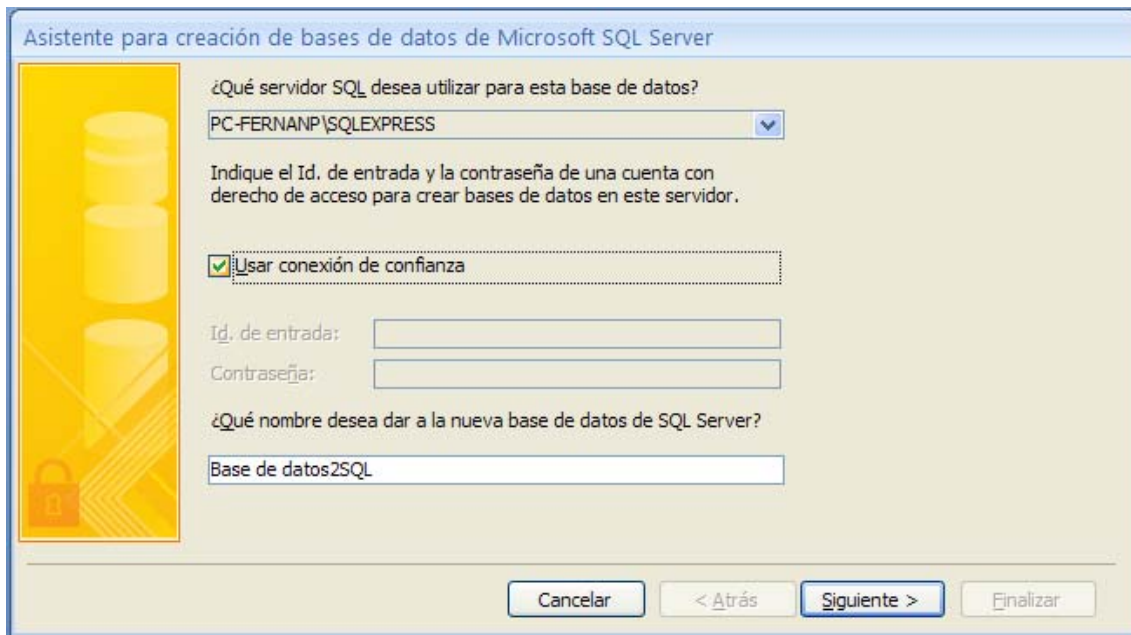 Asistente para creación de bases de datos de Microsoft SQL Server
¿Qué servidor SQL desea utilizar para esta base de datos?
PC-FERNANP\SQLEXPRESS
Indique el Id. de entrada y la contraseña de una cuenta con
derecho de acceso para crear bases de datos en este servidor.
Usar conexión de confianza
Id. de entrada:
Contraseña:
¿Qué nombre desea dar a la nueva base de datos de SQL Server?
Base de datos2SQL
Cancelar < Atrás Siguiente > Finalizar